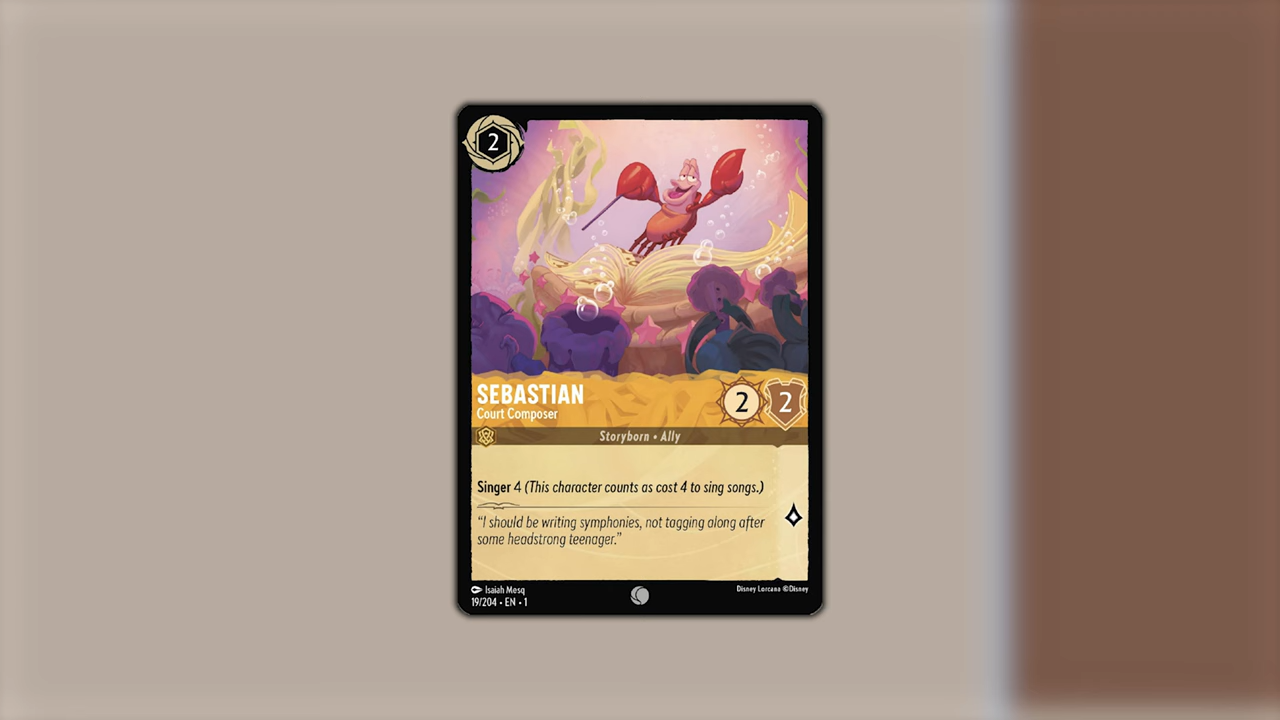 2
SEBASTIAN
Court Composer
2 2
Storyborn • Ally
Singer 4 (This character counts as cost 4 to sing songs.)
“I should be writing symphonies, not tagging along after
some headstrong teenager.”
Isaiah Mesq
Disney Lorcana ©Disney
19/204 • EN • 1